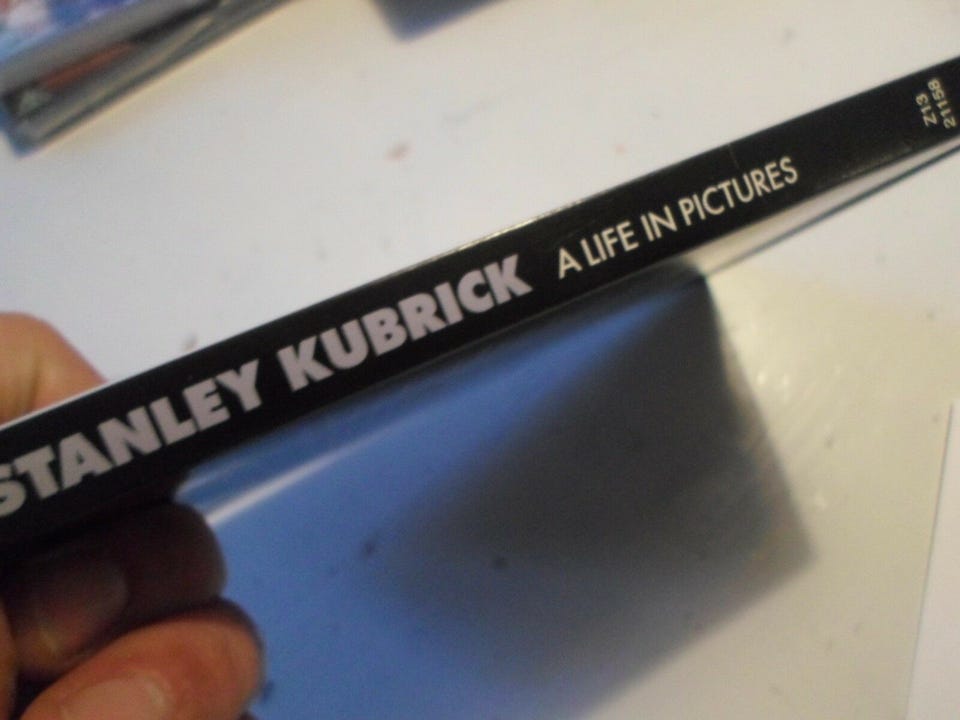 STANLEY KUBRICK A LIFE IN PICTURES
Z13
21158